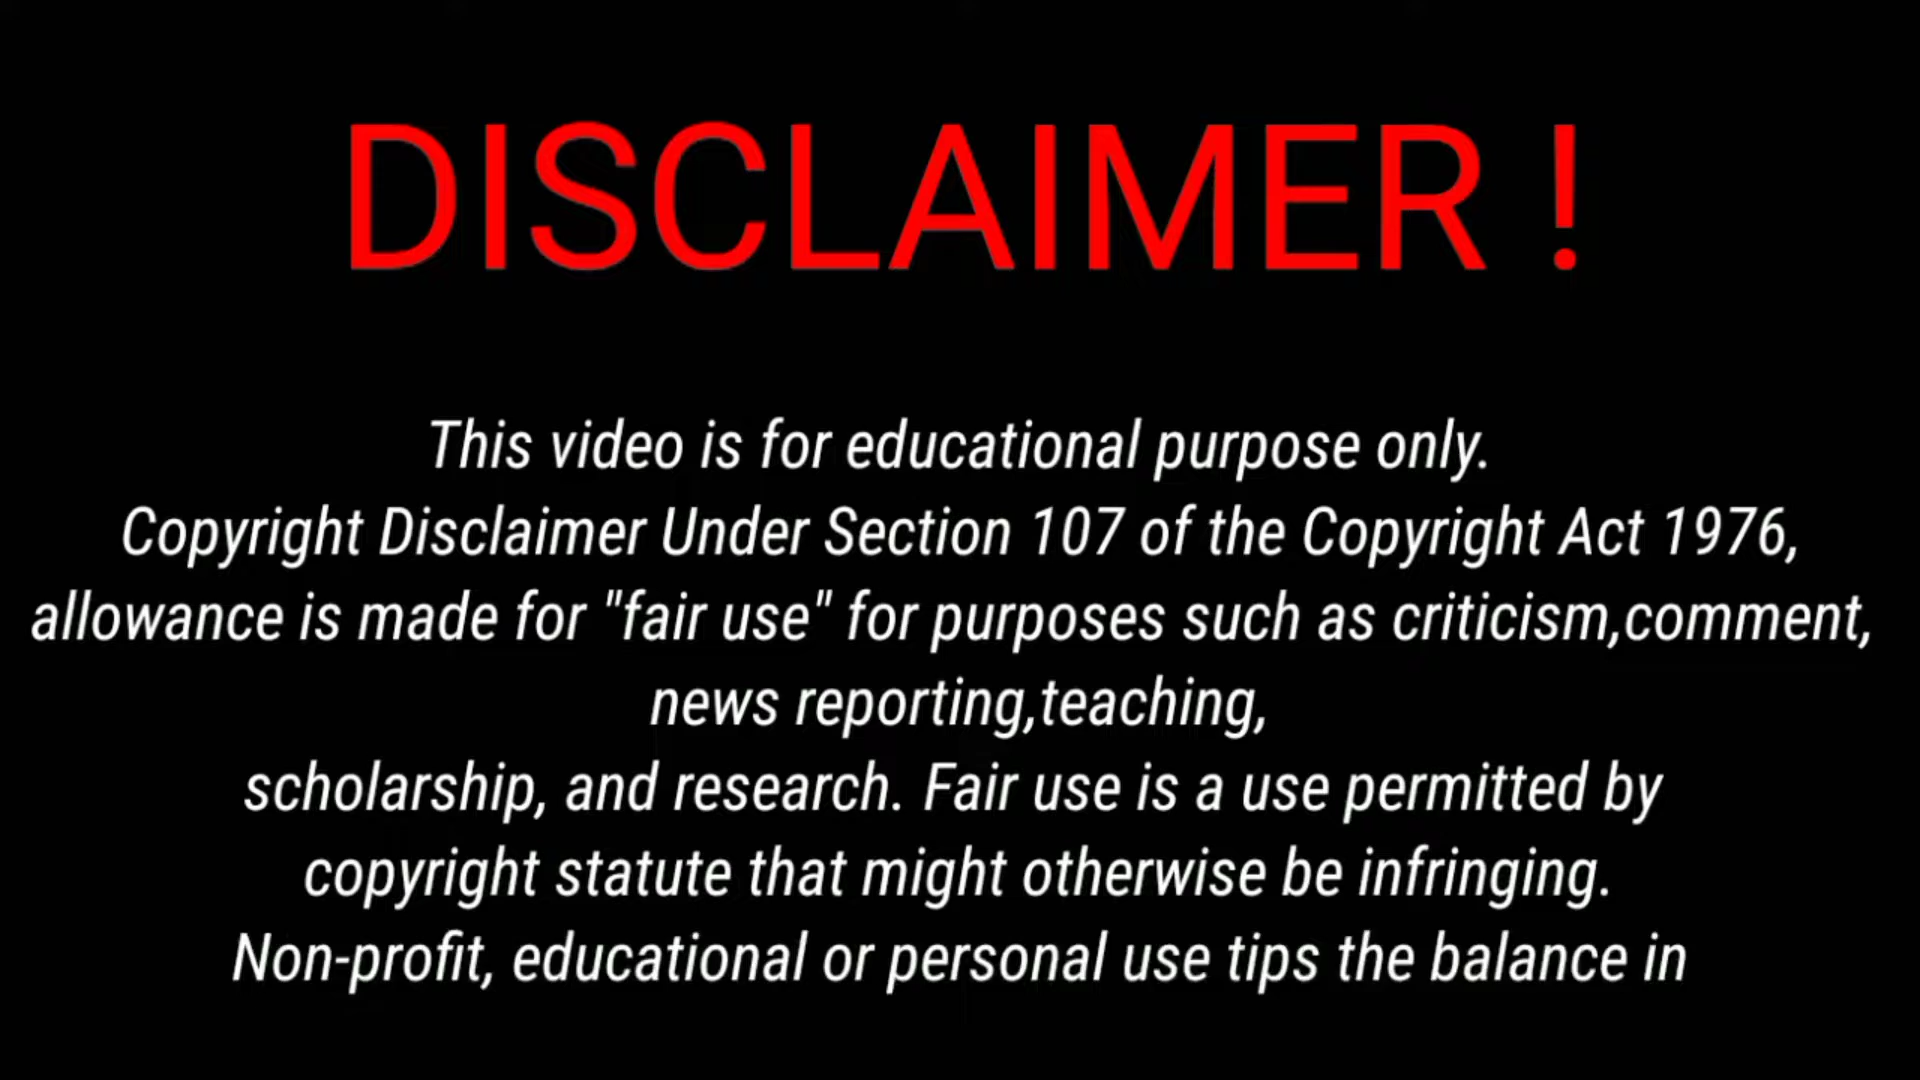 DISCLAIMER !
This video is for educational purpose only.
Copyright Disclaimer Under Section 107 of the Copyright Act 1976,
allowance is made for "fair use" for purposes such as criticism,comment,
news reporting,teaching,
scholarship, and research. Fair use is a use permitted by
copyright statute that might otherwise be infringing.
Non-profit, educational or personal use tips the balance in